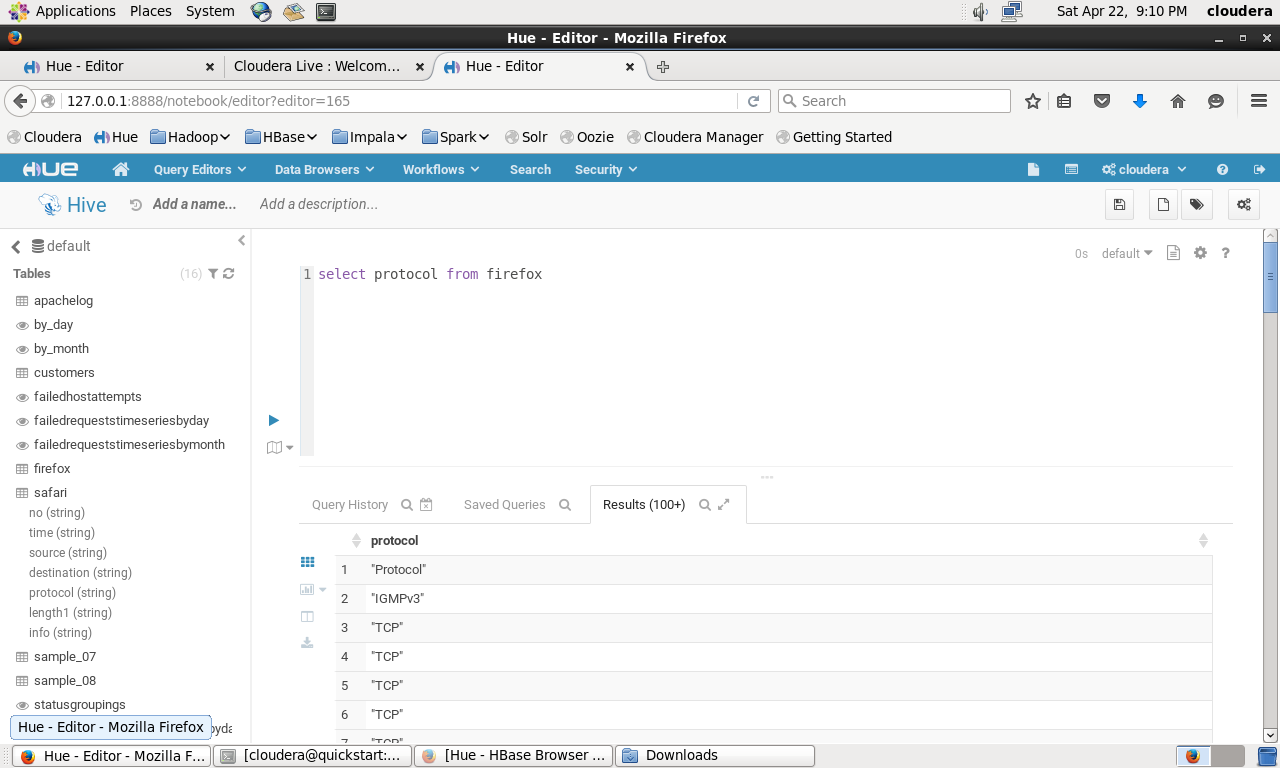 Applications Places System Sat Apr 22, 9:10 PM cloudera
Hue - Editor - Mozilla Firefox
Hue - Editor Cloudera Live : Welcom... Hue - Editor
127.0.0.1:8888/notebook/editor?editor=165 Search
Cloudera Hue Hadoop HBase Impala Spark Solr Oozie Cloudera Manager Getting Started
HUE Query Editors Data Browsers Workflows Search Security cloudera
Hive Add a name... Add a description...
default
0s default ?
Tables (16)
1 select protocol from firefox
apachelog
by_day
by_month
customers
failedhostattempts
failedrequeststimeseriesbyday
failedrequeststimeseriesbymonth
firefox
safari
no (string)
time (string)
source (string)
destination (string)
protocol (string)
length1 (string)
info (string)
sample_07
sample_08
statusgroupings
Query History Saved Queries Results (100+)
protocol
1 "Protocol"
2 "IGMPv3"
3 "TCP"
4 "TCP"
5 "TCP"
6 "TCP"
7 "TCP"
Hue - Editor - Mozilla Firefox
Hue - Editor - Mozilla F... [cloudera@quickstart:... [Hue - HBase Browser ... Downloads